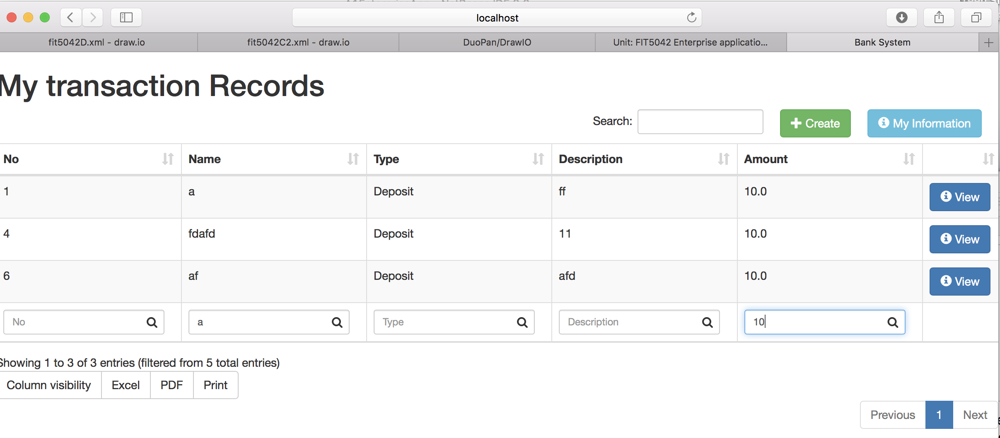 localhost
fit5042D.xml - draw.io fit5042C2.xml - draw.io DuoPan/DrawIO Unit: FIT5042 Enterprise applicatio... Bank System
My transaction Records
Search: Create My Information
No Name Type Description Amount
1 a Deposit ff 10.0 View
4 fdafd Deposit 11 10.0 View
6 af Deposit afd 10.0 View
No a Type Description 10
Showing 1 to 3 of 3 entries (filtered from 5 total entries)
Column visibility Excel PDF Print
Previous 1 Next